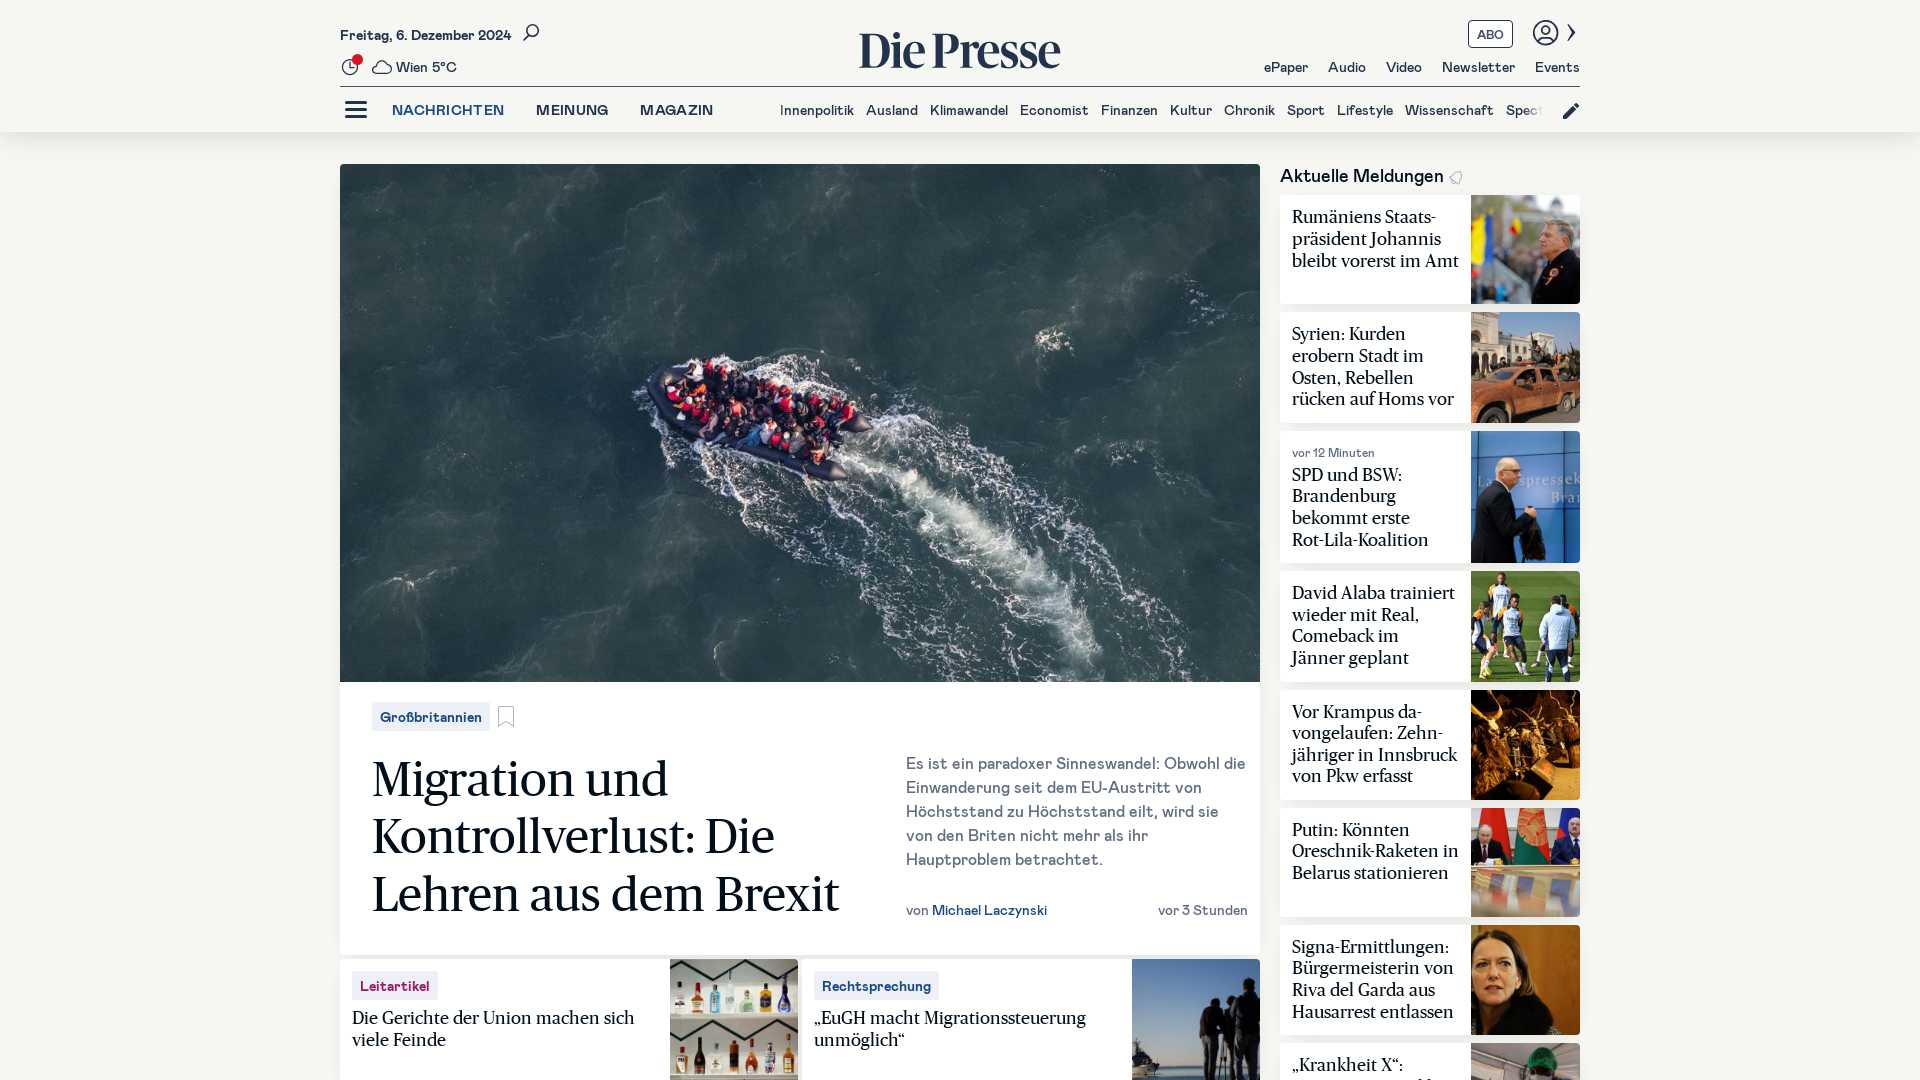 Freitag, 6. Dezember 2024
Wien 5°C
Die Presse
ABO
ePaper Audio Video Newsletter Events
NACHRICHTEN MEINUNG MAGAZIN
Innenpolitik Ausland Klimawandel Economist Finanzen Kultur Chronik Sport Lifestyle Wissenschaft Spect
Großbritannien
Migration und
Kontrollverlust: Die
Lehren aus dem Brexit
Es ist ein paradoxer Sinneswandel: Obwohl die
Einwanderung seit dem EU-Austritt von
Höchststand zu Höchststand eilt, wird sie
von den Briten nicht mehr als ihr
Hauptproblem betrachtet.
von Michael Laczynski
vor 3 Stunden
Leitartikel
Die Gerichte der Union machen sich
viele Feinde
Rechtsprechung
„EuGH macht Migrationssteuerung
unmöglich“
Aktuelle Meldungen
Rumäniens Staats-
präsident Johannis
bleibt vorerst im Amt
Syrien: Kurden
erobern Stadt im
Osten, Rebellen
rücken auf Homs vor
vor 12 Minuten
SPD und BSW:
Brandenburg
bekommt erste
Rot-Lila-Koalition
David Alaba trainiert
wieder mit Real,
Comeback im
Jänner geplant
Vor Krampus da-
vongelaufen: Zehn-
jähriger in Innsbruck
von Pkw erfasst
Putin: Könnten
Oreschnik-Raketen in
Belarus stationieren
Signa-Ermittlungen:
Bürgermeisterin von
Riva del Garda aus
Hausarrest entlassen
„Krankheit X“: